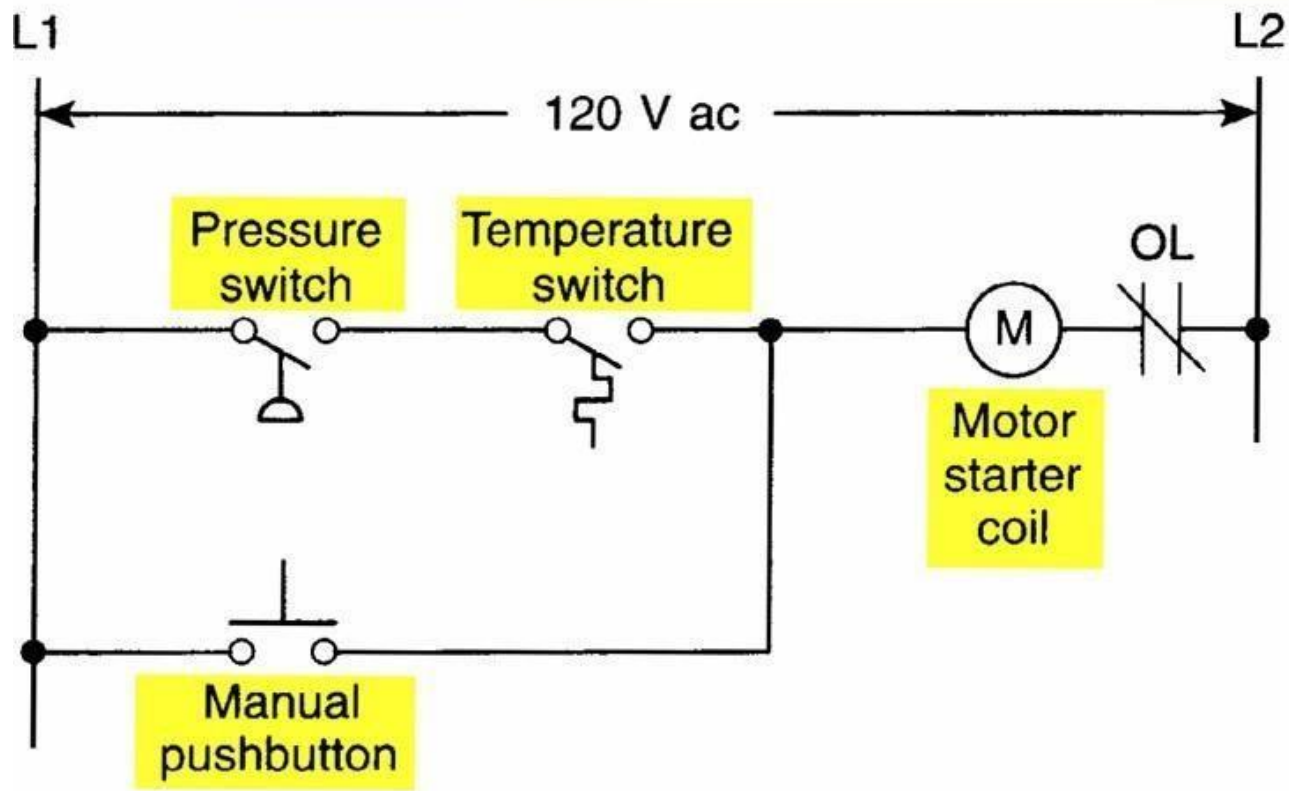 L1
L2
120 V ac
Pressure
switch
Temperature
switch
OL
M
Motor
starter
coil
Manual
pushbutton